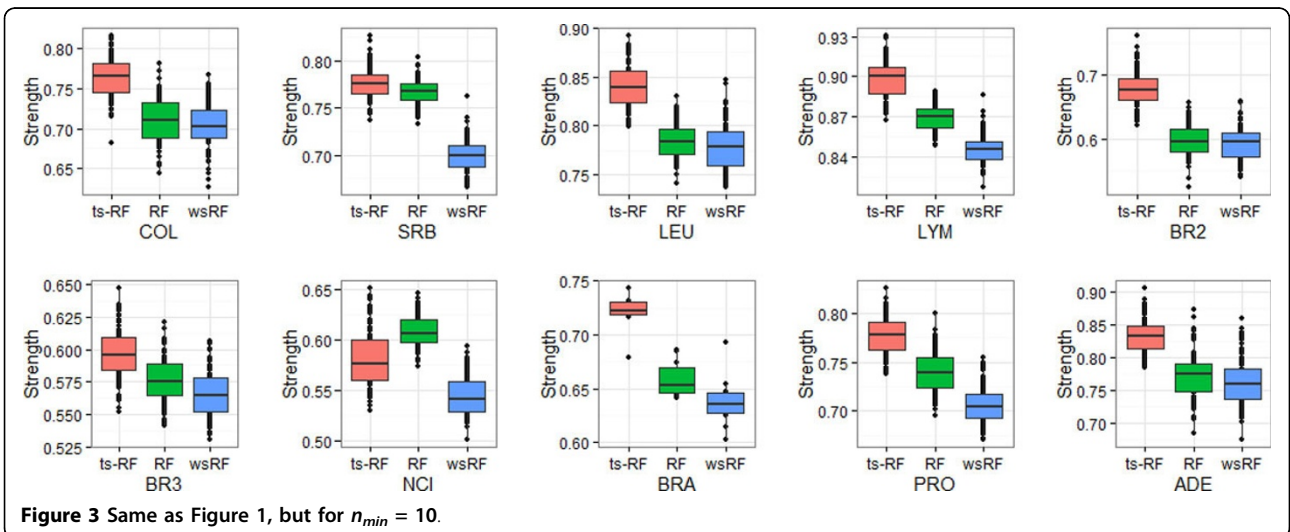 Strength
0.80
0.75
0.70
0.65
ts-RF RF wsRF
COL
Strength
0.80
0.75
0.70
ts-RF RF wsRF
SRB
Strength
0.90
0.85
0.80
0.75
ts-RF RF wsRF
LEU
Strength
0.93
0.90
0.87
0.84
ts-RF RF wsRF
LYM
Strength
0.7
0.6
ts-RF RF wsRF
BR2
Strength
0.650
0.625
0.600
0.575
0.550
0.525
ts-RF RF wsRF
BR3
Strength
0.65
0.60
0.55
0.50
ts-RF RF wsRF
NCI
Strength
0.75
0.70
0.65
0.60
ts-RF RF wsRF
BRA
Strength
0.80
0.75
0.70
ts-RF RF wsRF
PRO
Strength
0.90
0.85
0.80
0.75
0.70
ts-RF RF wsRF
ADE
Figure 3 Same as Figure 1, but for n_min = 10.